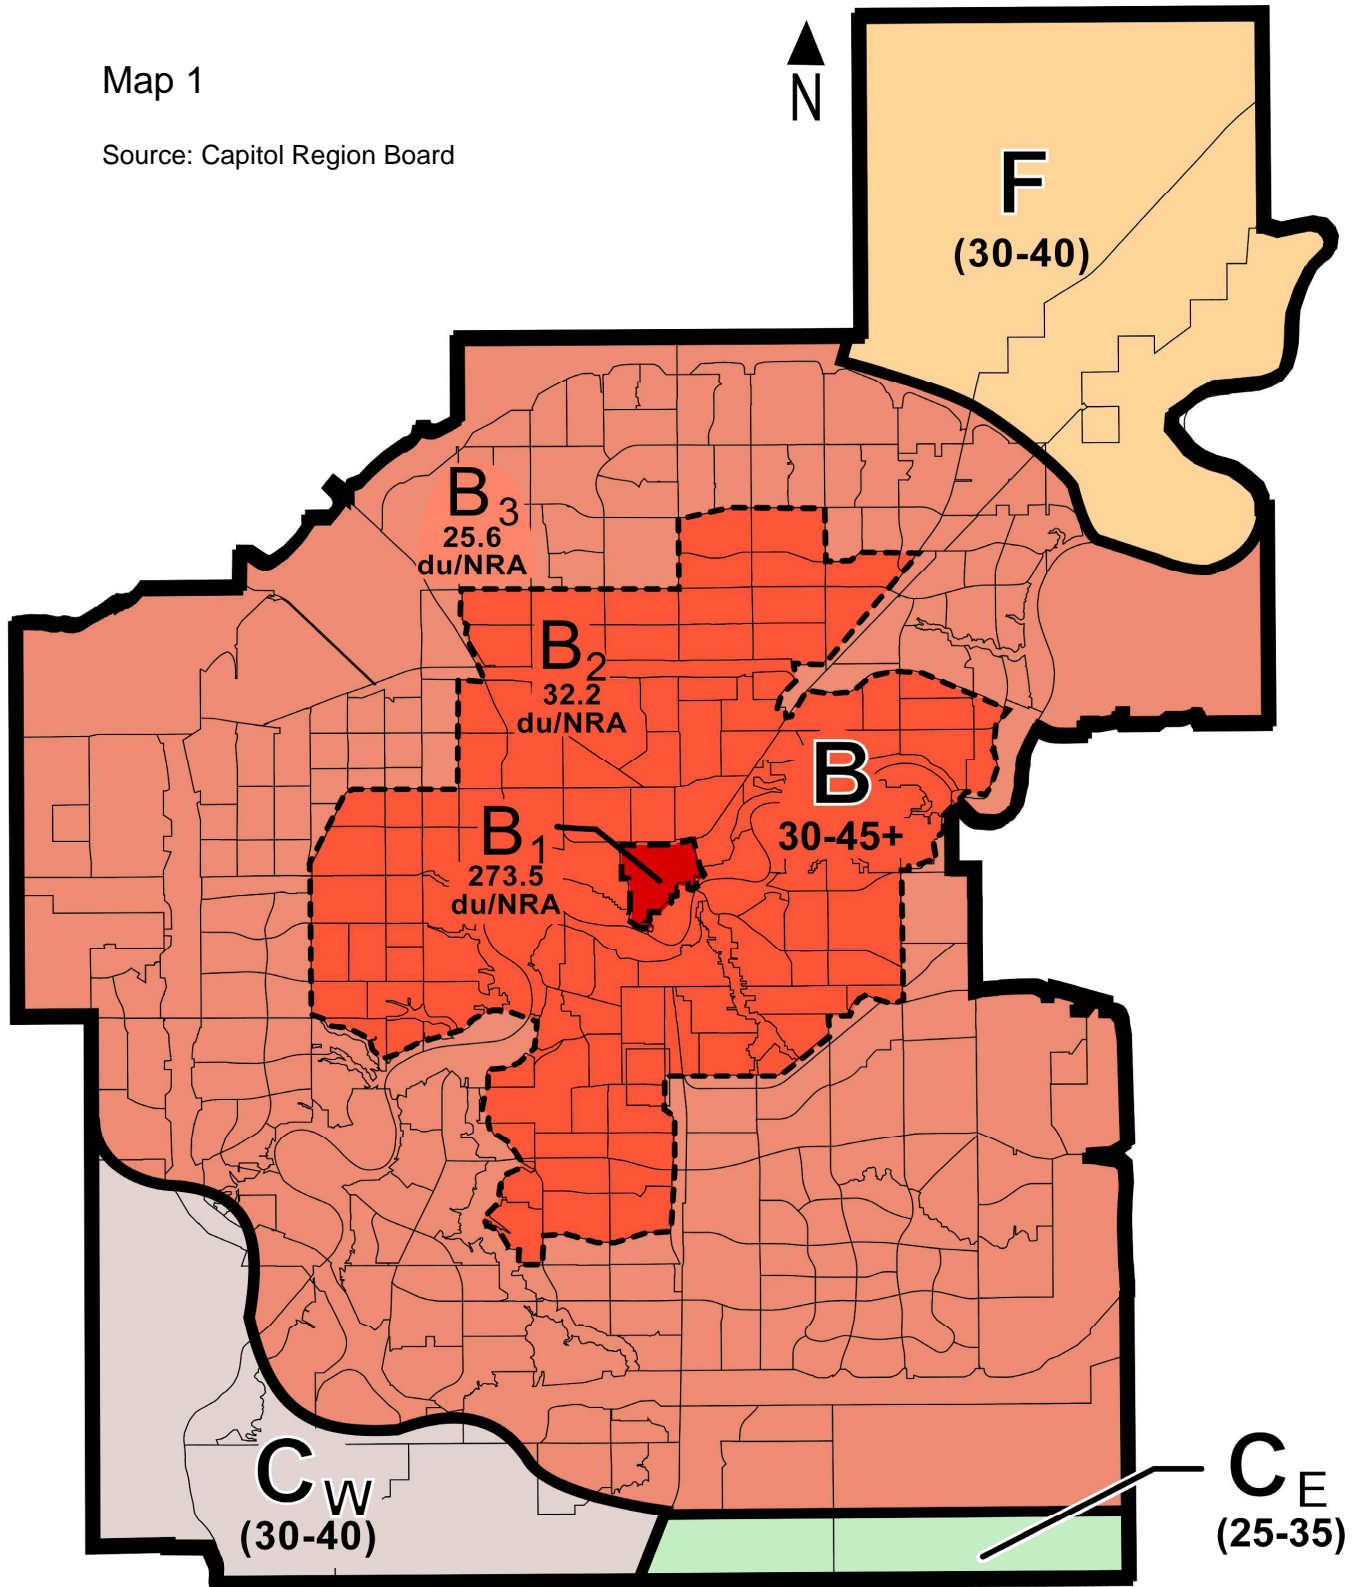 Map 1
Source: Capitol Region Board
N
F
(30-40)
B3
25.6
du/NRA
B2
32.2
du/NRA
B
30-45+
B1
273.5
du/NRA
CW
(30-40)
CE
(25-35)